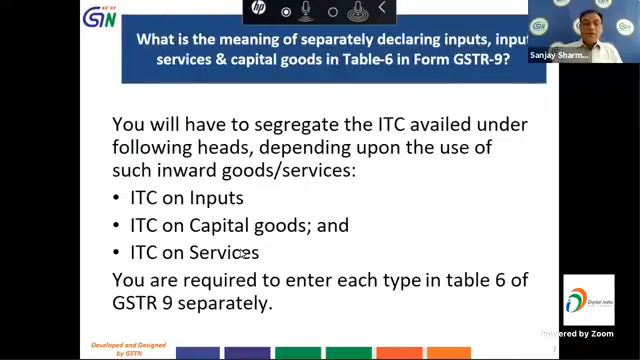 hp
GSTN
What is the meaning of separately declaring inputs, input
services & capital goods in Table-6 in Form GSTR-9?
Sanjay Sharm...
You will have to segregate the ITC availed under
following heads, depending upon the use of
such inward goods/services:
• ITC on Inputs
• ITC on Capital goods; and
• ITC on Services
You are required to enter each type in table 6 of
GSTR 9 separately.
Digital India
Powered by Zoom
Developed and Designed
by GSTN
7